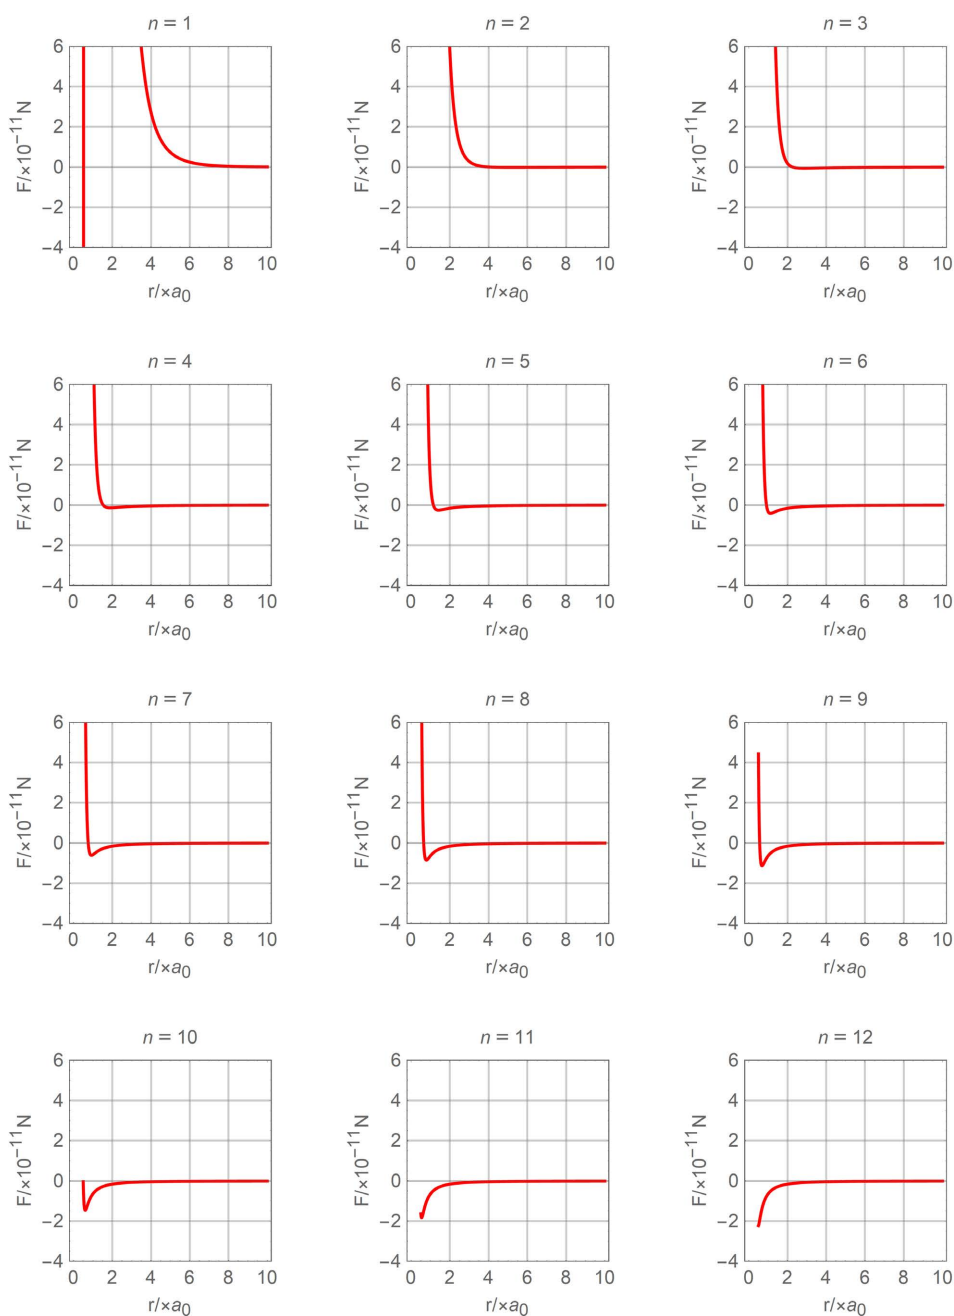 n = 1
n = 2
n = 3
6
4
2
0
−2
−4
F/×10⁻¹¹N
0 2 4 6 8 10
r/×a₀
6
4
2
0
−2
−4
F/×10⁻¹¹N
0 2 4 6 8 10
r/×a₀
6
4
2
0
−2
−4
F/×10⁻¹¹N
0 2 4 6 8 10
r/×a₀
n = 4
n = 5
n = 6
6
4
2
0
−2
−4
F/×10⁻¹¹N
0 2 4 6 8 10
r/×a₀
6
4
2
0
−2
−4
F/×10⁻¹¹N
0 2 4 6 8 10
r/×a₀
6
4
2
0
−2
−4
F/×10⁻¹¹N
0 2 4 6 8 10
r/×a₀
n = 7
n = 8
n = 9
6
4
2
0
−2
−4
F/×10⁻¹¹N
0 2 4 6 8 10
r/×a₀
6
4
2
0
−2
−4
F/×10⁻¹¹N
0 2 4 6 8 10
r/×a₀
6
4
2
0
−2
−4
F/×10⁻¹¹N
0 2 4 6 8 10
r/×a₀
n = 10
n = 11
n = 12
6
4
2
0
−2
−4
F/×10⁻¹¹N
0 2 4 6 8 10
r/×a₀
6
4
2
0
−2
−4
F/×10⁻¹¹N
0 2 4 6 8 10
r/×a₀
6
4
2
0
−2
−4
F/×10⁻¹¹N
0 2 4 6 8 10
r/×a₀